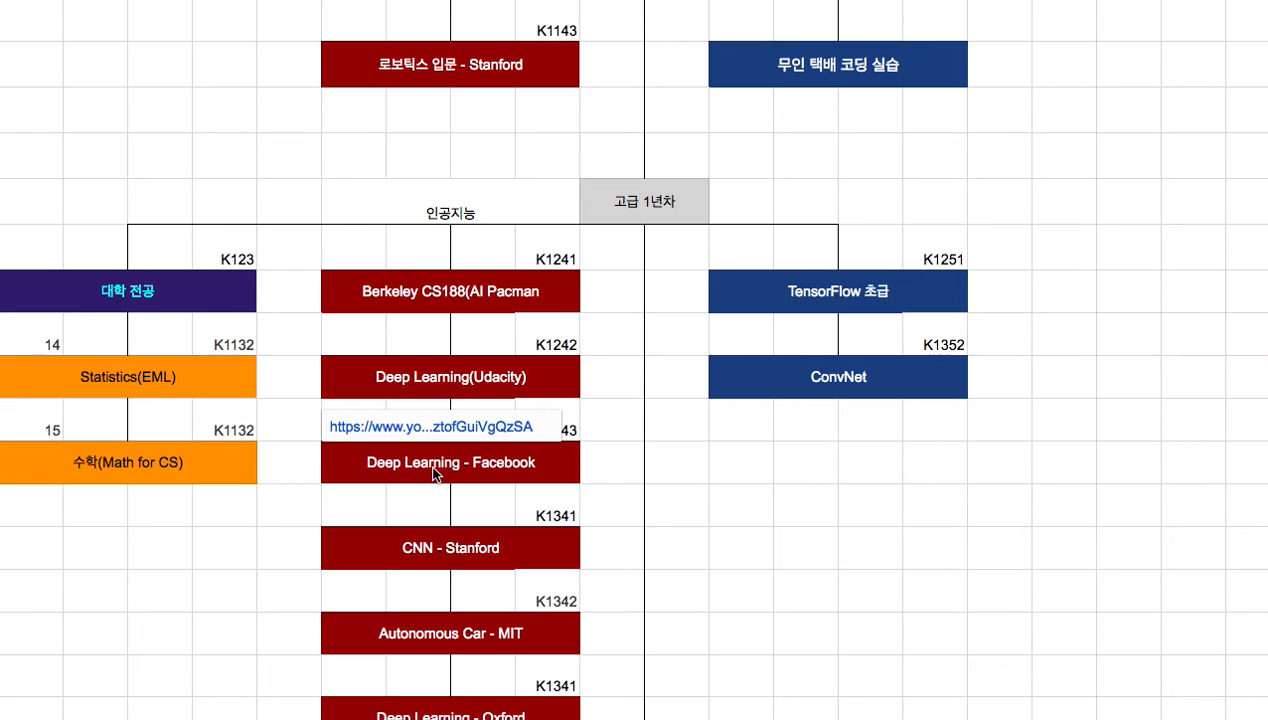 K1143
로보틱스 입문 - Stanford
무인 택배 코딩 실습
고급 1년차
인공지능
K123
K1241
K1251
대학 전공
Berkeley CS188(AI Pacman
TensorFlow 초급
14
K1132
K1242
K1352
Statistics(EML)
Deep Learning(Udacity)
ConvNet
https://www.yo...ztofGuiVgQzSA
15
K1132
43
수학(Math for CS)
Deep Learning - Facebook
K1341
CNN - Stanford
K1342
Autonomous Car - MIT
K1341
Deep Learning - Oxford